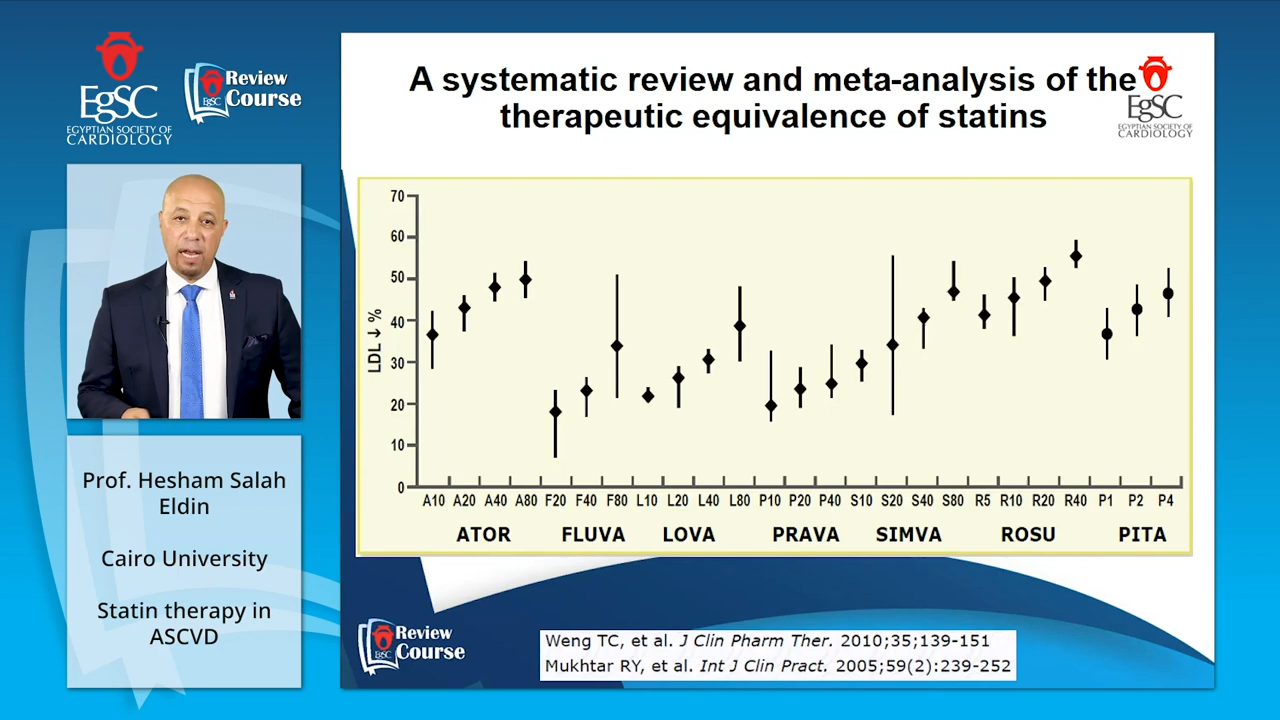 EgSC
EGYPTIAN SOCIETY OF
CARDIOLOGY
EgSC
Review
Course
Prof. Hesham Salah
Eldin
Cairo University
Statin therapy in
ASCVD
A systematic review and meta-analysis of the
therapeutic equivalence of statins
EgSC
EGYPTIAN SOCIETY OF
CARDIOLOGY
LDL ↓ %
70
60
50
40
30
20
10
0
A10 A20 A40 A80 F20 F40 F80 L10 L20 L40 L80 P10 P20 P40 S10 S20 S40 S80 R5 R10 R20 R40 P1 P2 P4
ATOR FLUVA LOVA PRAVA SIMVA ROSU PITA
EgSC
Review
Course
Weng TC, et al. J Clin Pharm Ther. 2010;35;139-151
Mukhtar RY, et al. Int J Clin Pract. 2005;59(2):239-252